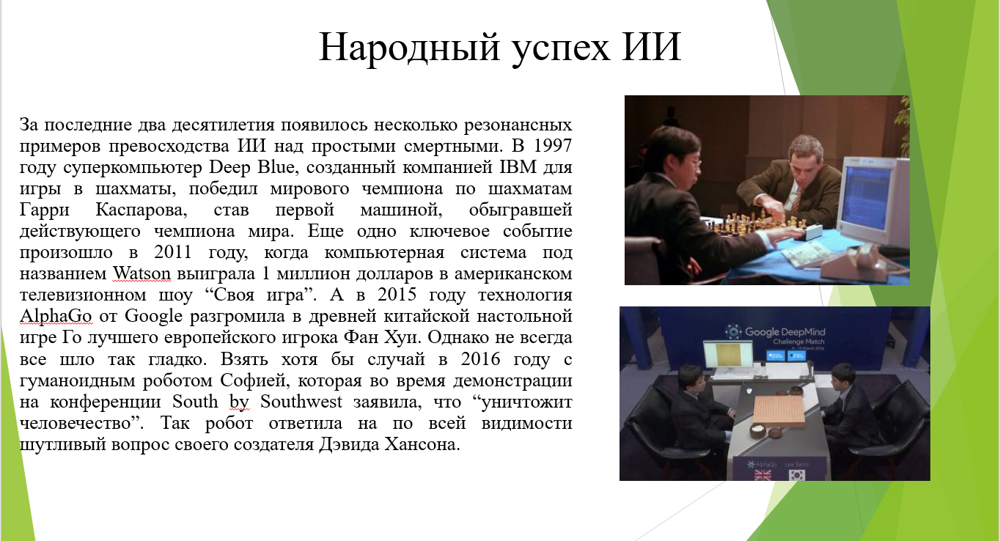 Народный успех ИИ
За последние два десятилетия появилось несколько резонансных
примеров превосходства ИИ над простыми смертными. В 1997
году суперкомпьютер Deep Blue, созданный компанией IBM для
игры в шахматы, победил мирового чемпиона по шахматам
Гарри Каспарова, став первой машиной, обыгравшей
действующего чемпиона мира. Еще одно ключевое событие
произошло в 2011 году, когда компьютерная система под
названием Watson выиграла 1 миллион долларов в американском
телевизионном шоу “Своя игра”. А в 2015 году технология
AlphaGo от Google разгромила в древней китайской настольной
игре Го лучшего европейского игрока Фан Хуи. Однако не всегда
все шло так гладко. Взять хотя бы случай в 2016 году с
гуманоидным роботом Софией, которая во время демонстрации
на конференции South by Southwest заявила, что “уничтожит
человечество”. Так робот ответила на по всей видимости
шутливый вопрос своего создателя Дэвида Хансона.
Google DeepMind
Challenge Match
8 - 15 March 2016
AlphaGo Lee Sedol